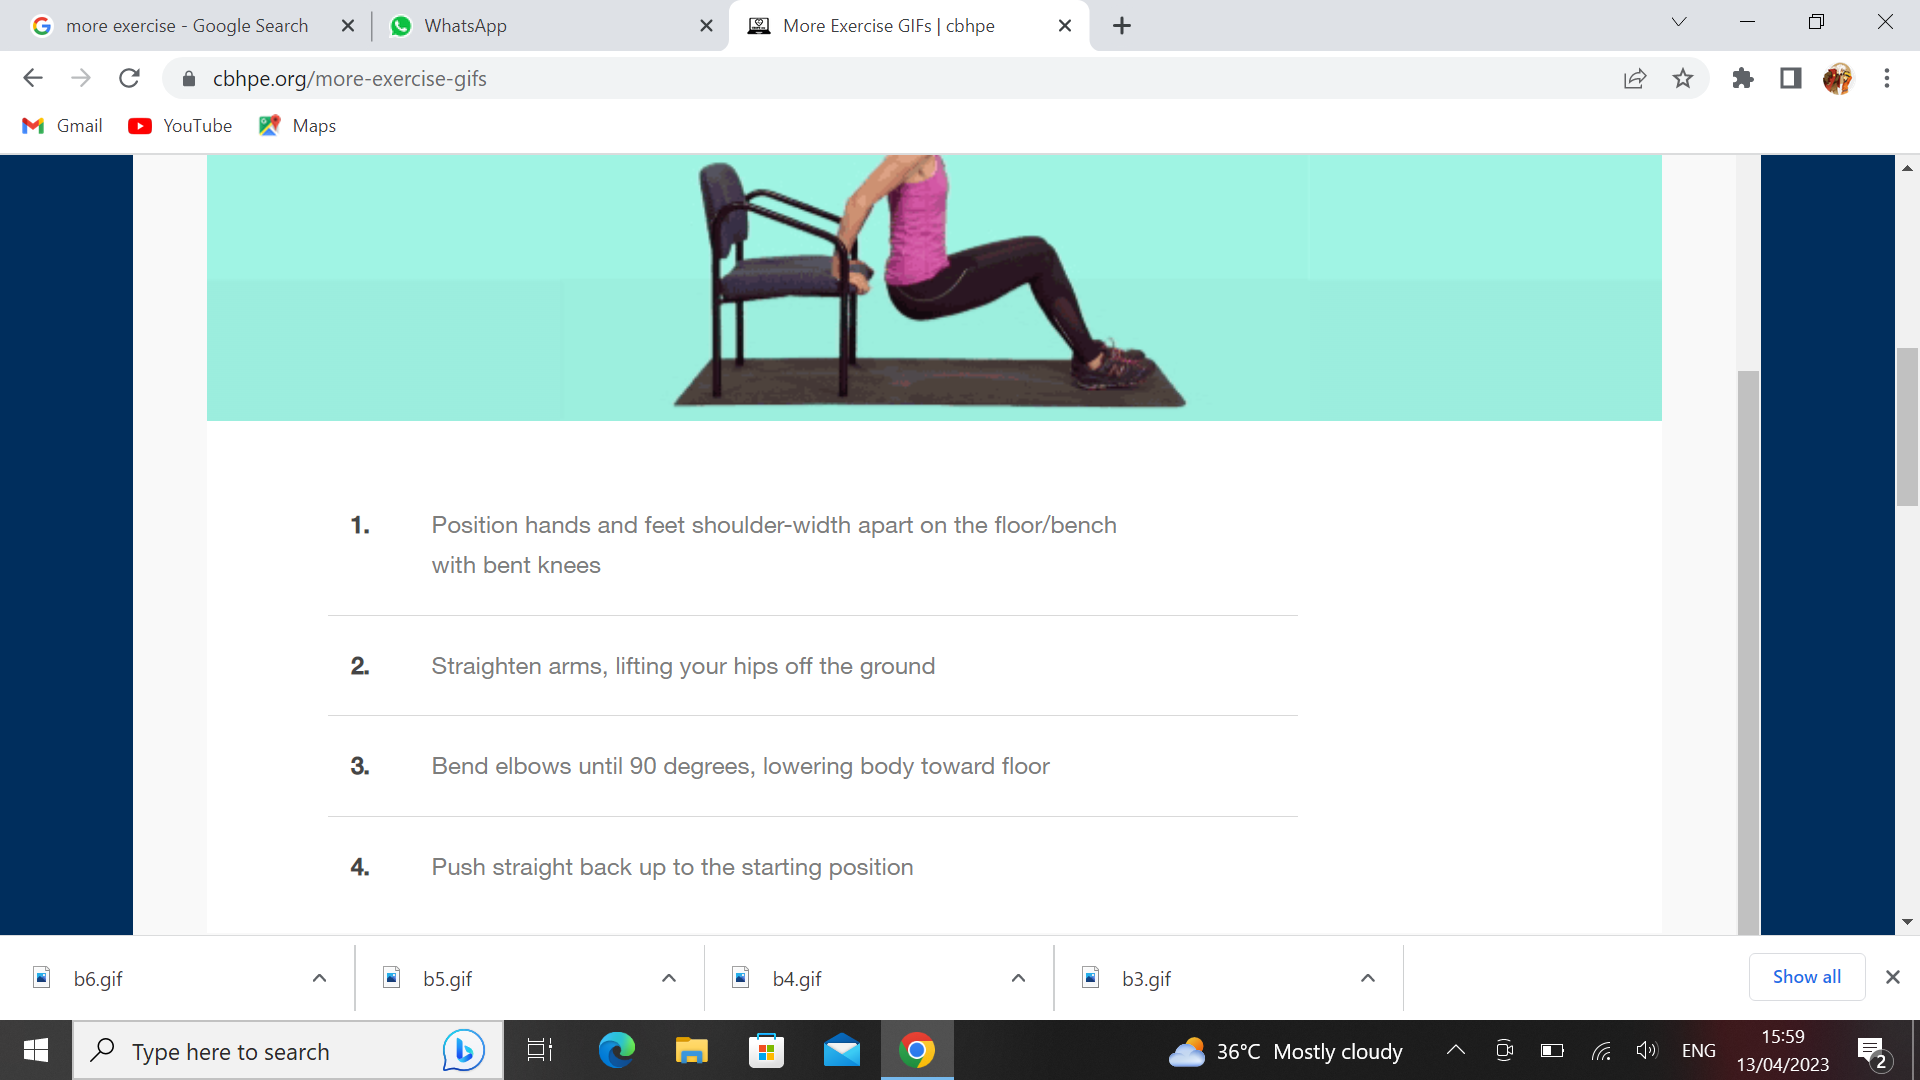 more exercise - Google Search
WhatsApp
More Exercise GIFs | cbhpe
cbhpe.org/more-exercise-gifs
Gmail
YouTube
Maps
1. Position hands and feet shoulder-width apart on the floor/bench
with bent knees
2. Straighten arms, lifting your hips off the ground
3. Bend elbows until 90 degrees, lowering body toward floor
4. Push straight back up to the starting position
b6.gif
b5.gif
b4.gif
b3.gif
Show all
Type here to search
36°C Mostly cloudy
ENG
15:59
13/04/2023
2